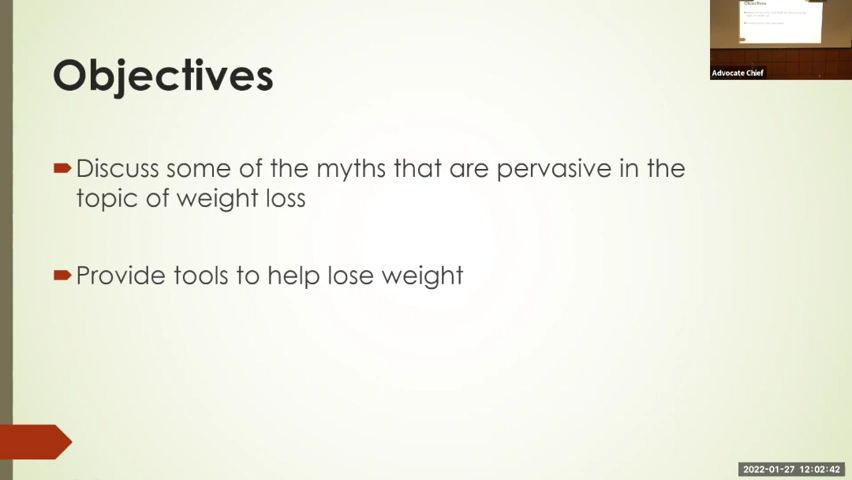 Objectives
Objectives
Advocate Chief
Discuss some of the myths that are pervasive in the
topic of weight loss
Provide tools to help lose weight
2022-01-27 12:02:42